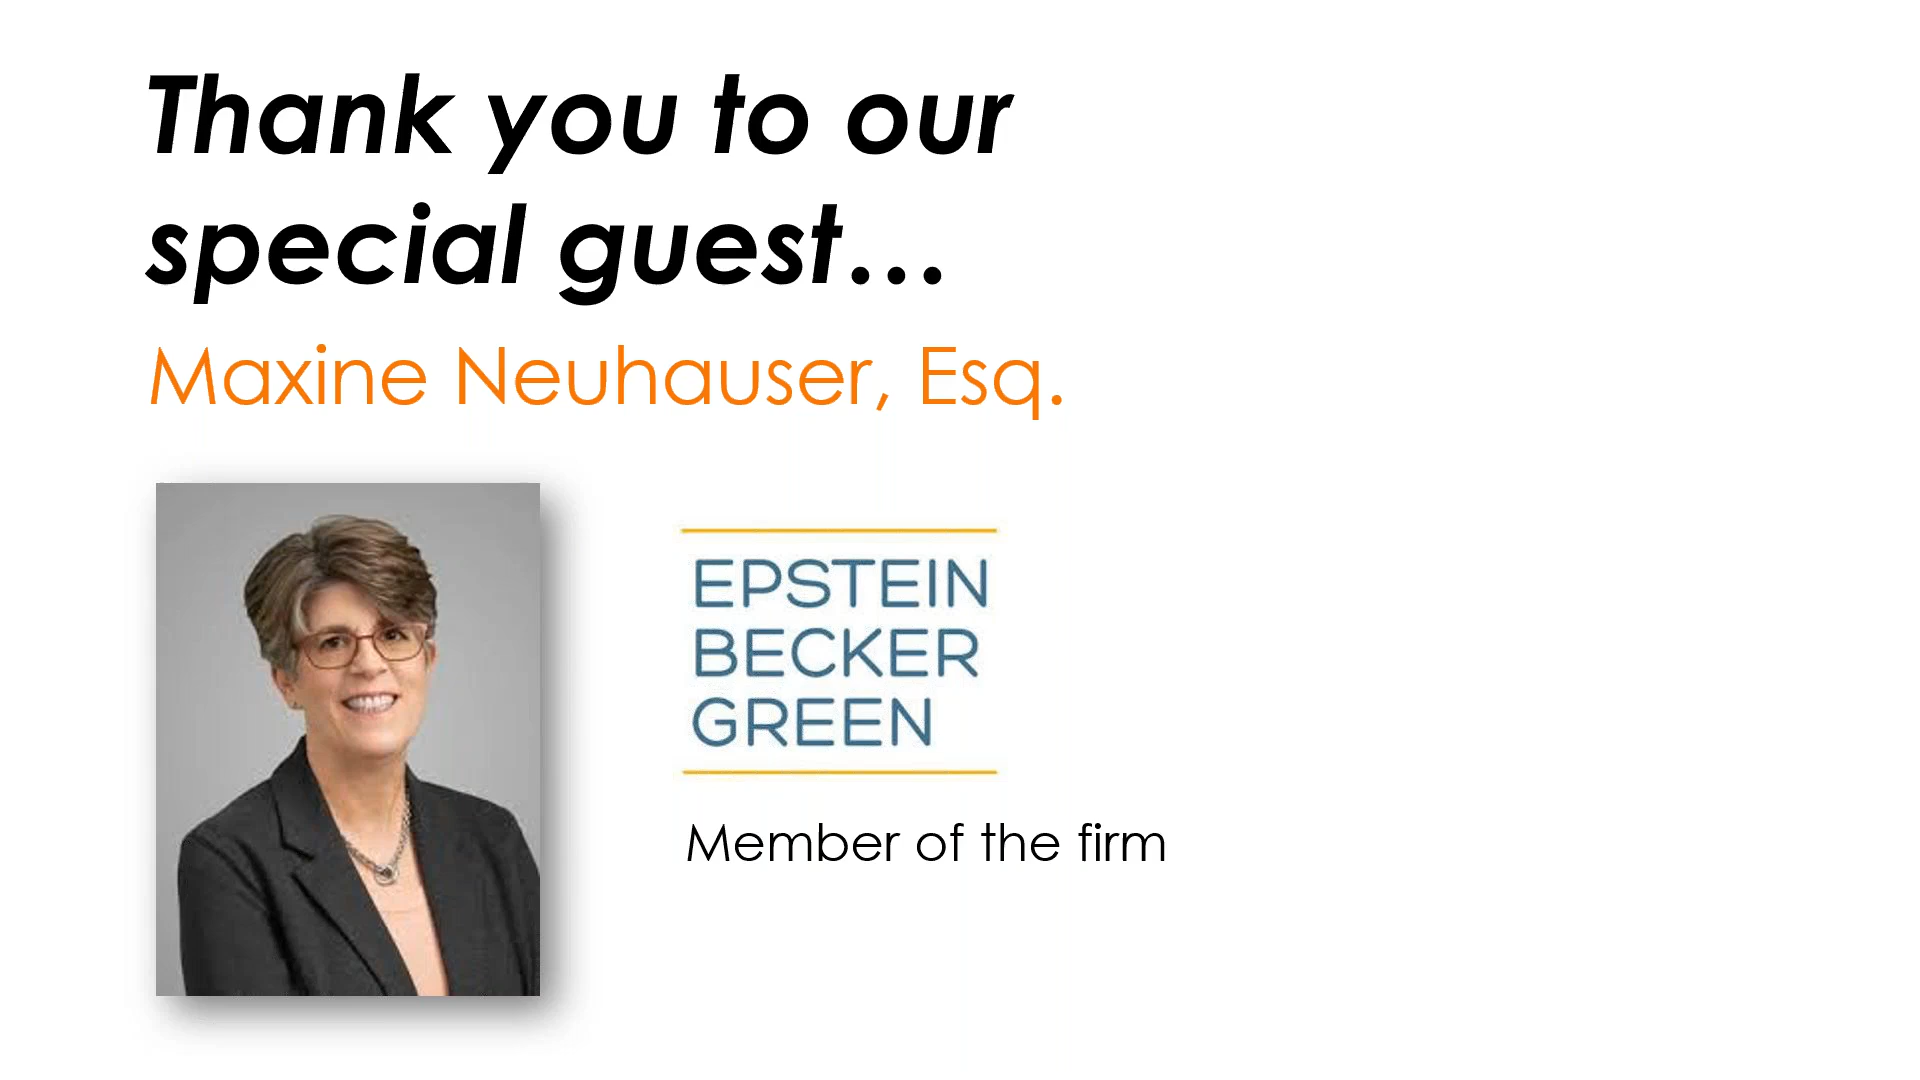 Thank you to our
special guest…
Maxine Neuhauser, Esq.
EPSTEIN
BECKER
GREEN
Member of the firm